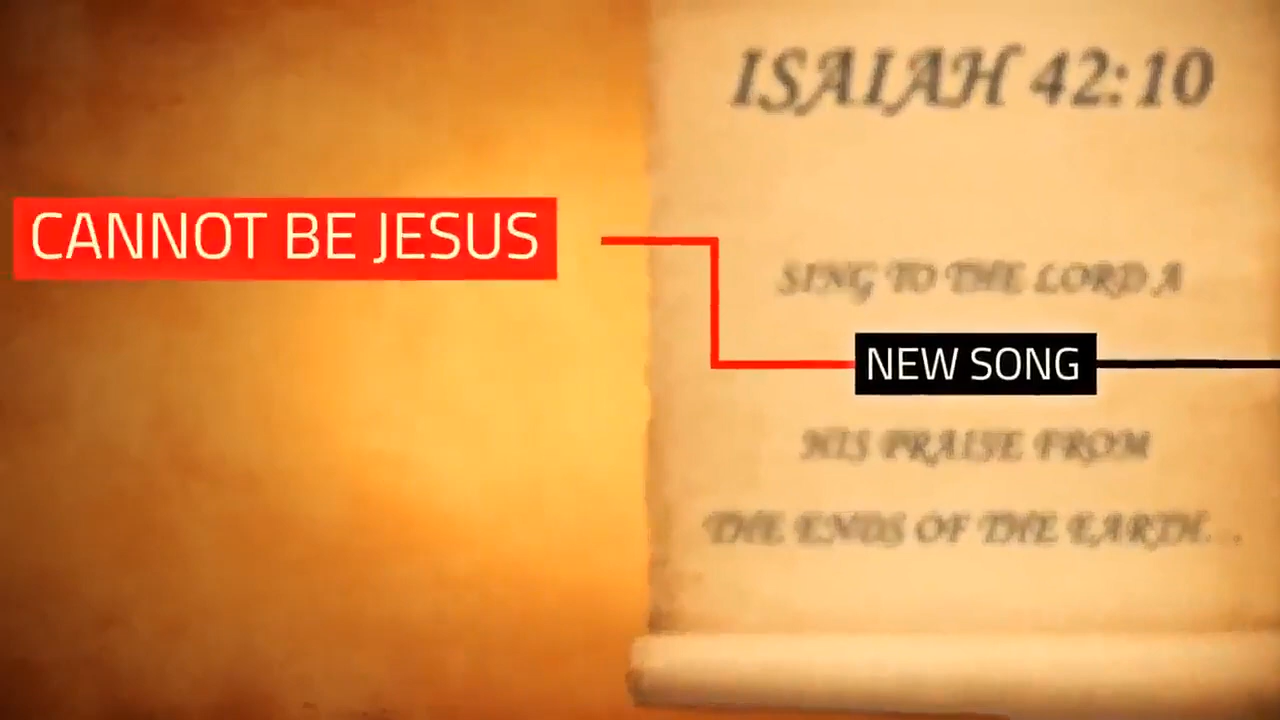 ISAIAH 42:10
CANNOT BE JESUS
SING TO THE LORD A
NEW SONG
HIS PRAISE FROM
THE ENDS OF THE EARTH...